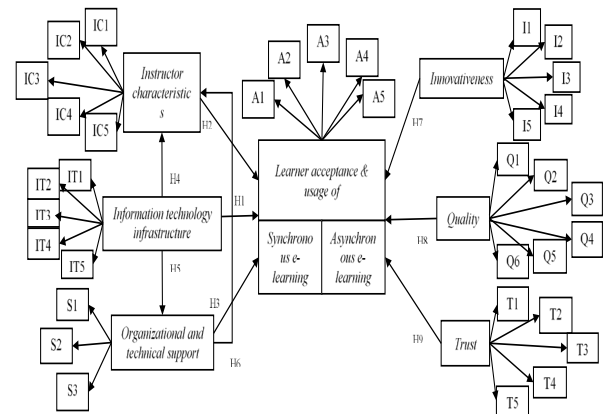 IC1
IC2
IC3
IC4
IC5
Instructor
characteristic
s
A1
A2
A3
A4
A5
I1
I2
I3
I4
I5
Innovativeness
H2
H7
Learner acceptance &
usage of
Synchrono
us e-
learning
Asynchron
ous e-
learning
IT1
IT2
IT3
IT4
IT5
Information technology
infrastructure
H4
H1
H5
Q1
Q2
Q3
Q4
Q5
Q6
Quality
H8
S1
S2
S3
Organizational and
technical support
H3
H6
H9
Trust
T1
T2
T3
T4
T5